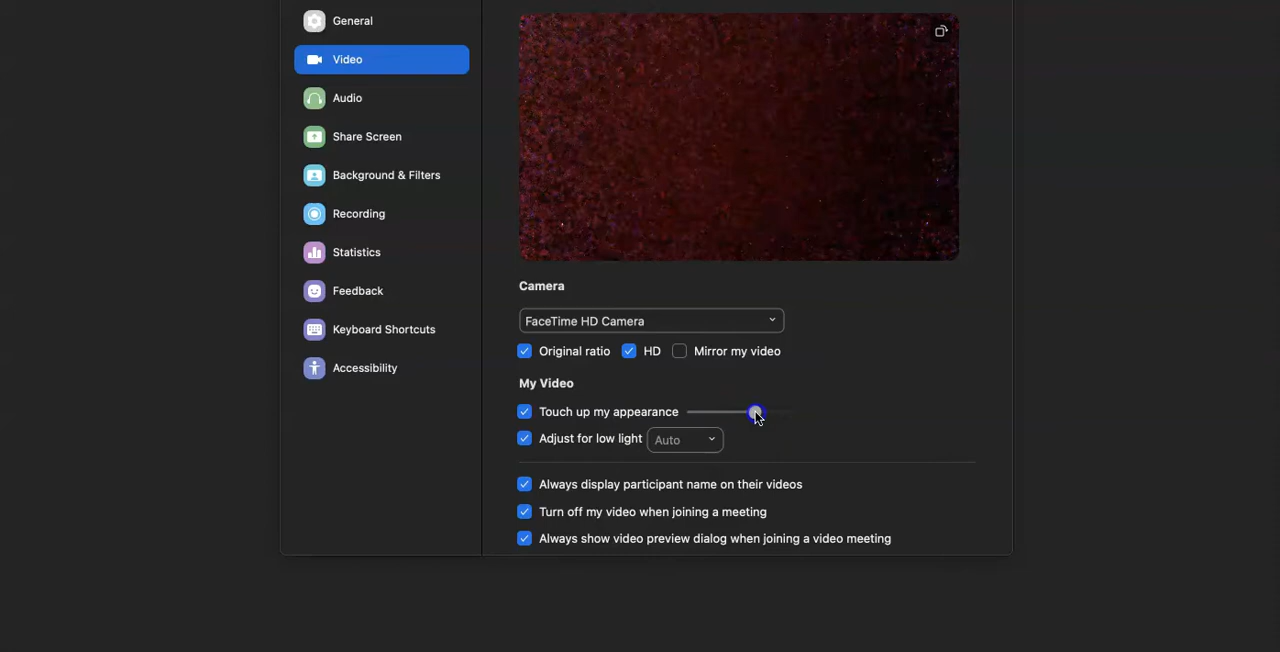 General
Video
Audio
Share Screen
Background & Filters
Recording
Statistics
Feedback
Keyboard Shortcuts
Accessibility
Camera
FaceTime HD Camera
Original ratio HD Mirror my video
My Video
Touch up my appearance
Adjust for low light Auto
Always display participant name on their videos
Turn off my video when joining a meeting
Always show video preview dialog when joining a video meeting